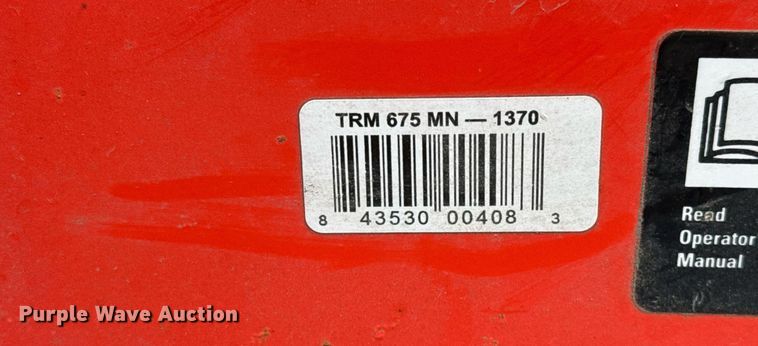 TRM 675 MN — 1370
8 43530 00408 3
Read
Operator
Manual
Purple Wave Auction